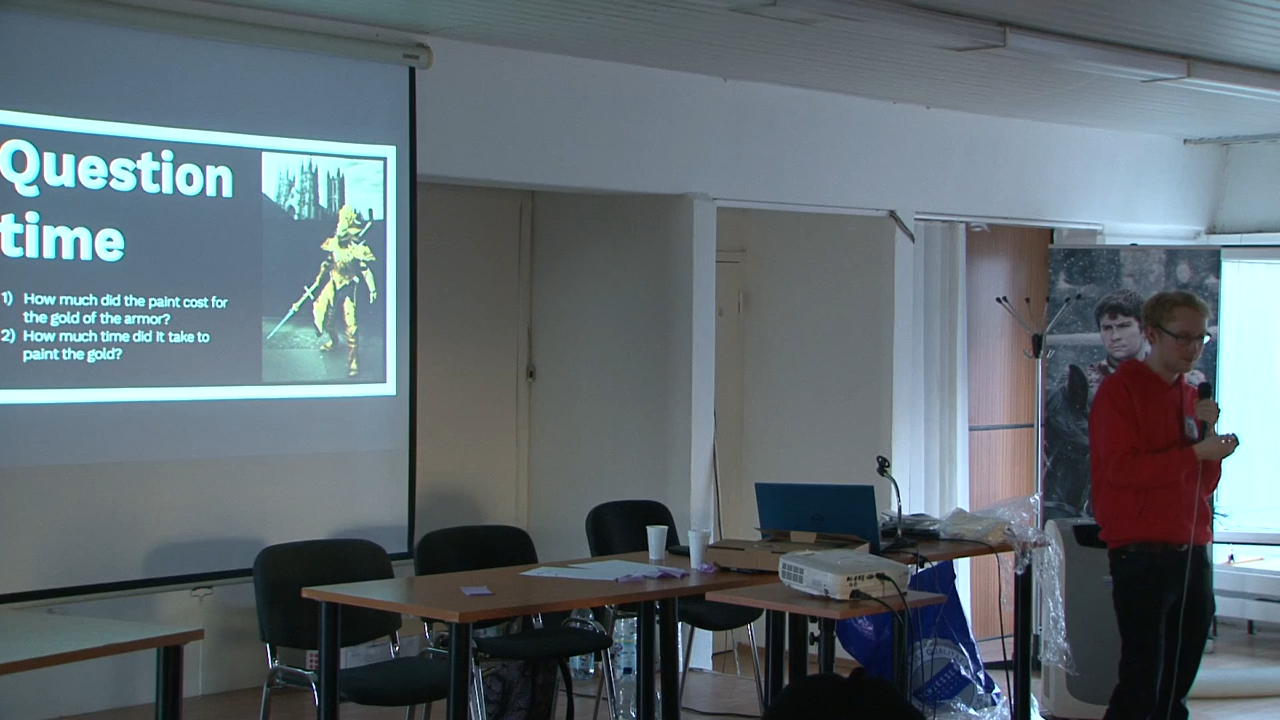 Question
time
1) How much did the paint cost for
the gold of the armor?
2) How much time did it take to
paint the gold?
QUALITY